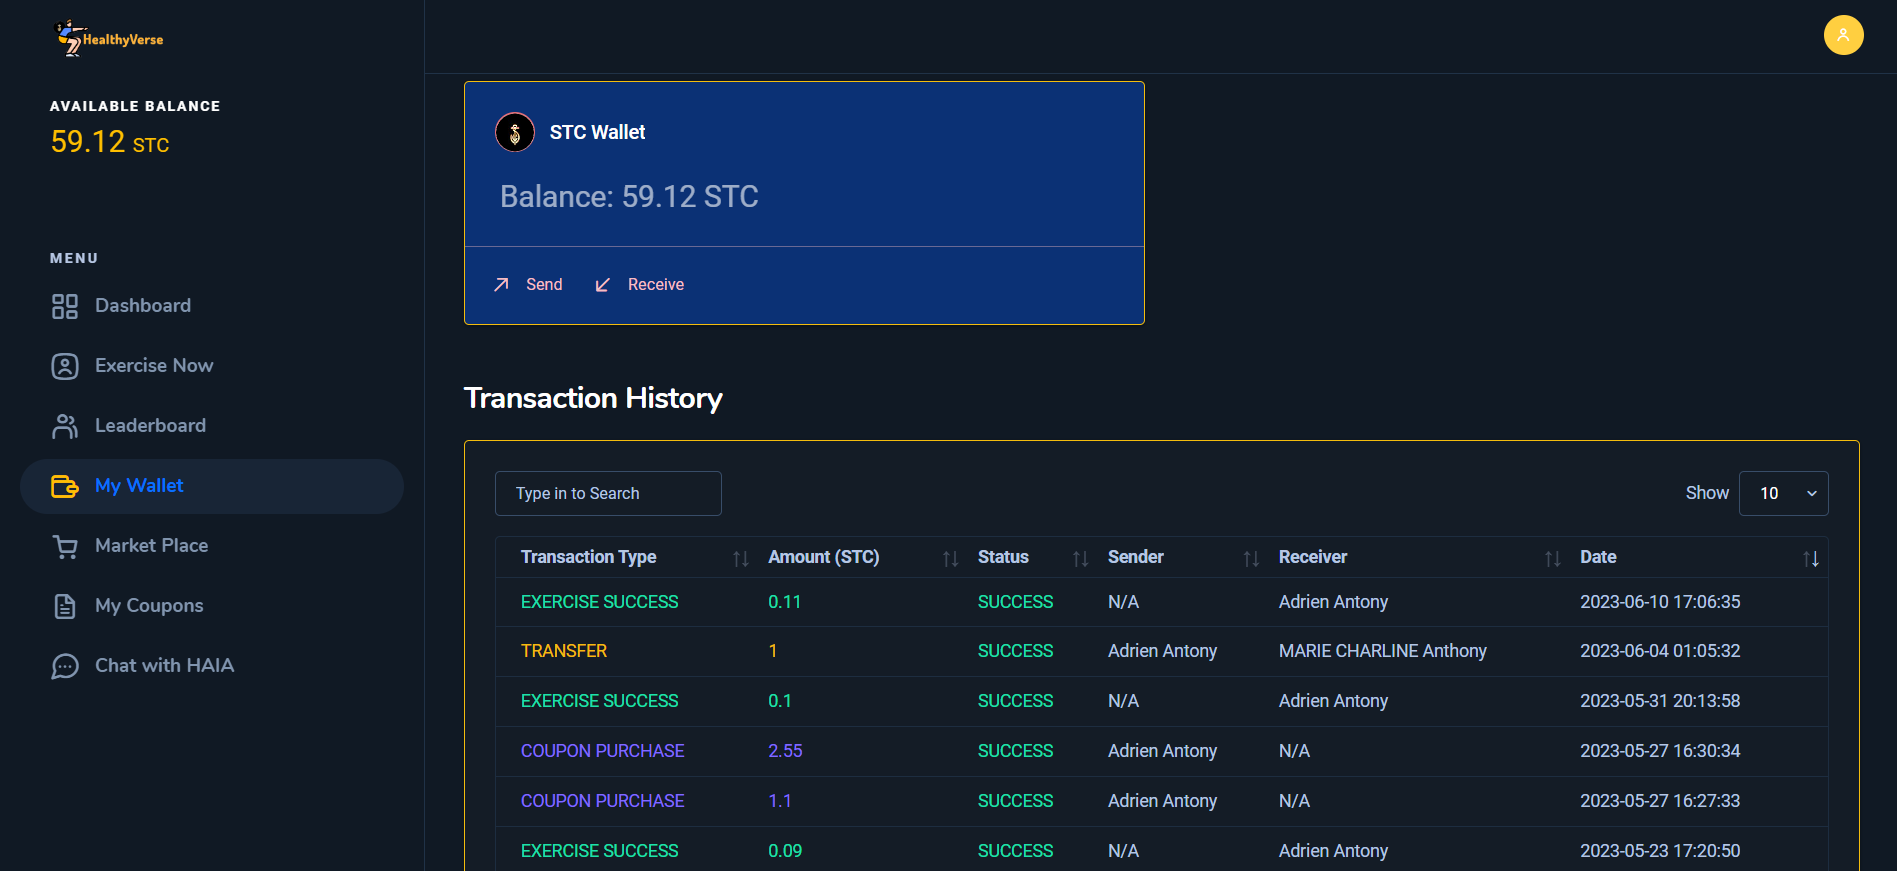 HealthyVerse
AVAILABLE BALANCE
59.12 STC
MENU
Dashboard
Exercise Now
Leaderboard
My Wallet
Market Place
My Coupons
Chat with HAIA
STC Wallet
Balance: 59.12 STC
Send Receive
Transaction History
Type in to Search Show 10
Transaction Type Amount (STC) Status Sender Receiver Date
EXERCISE SUCCESS 0.11 SUCCESS N/A Adrien Antony 2023-06-10 17:06:35
TRANSFER 1 SUCCESS Adrien Antony MARIE CHARLINE Anthony 2023-06-04 01:05:32
EXERCISE SUCCESS 0.1 SUCCESS N/A Adrien Antony 2023-05-31 20:13:58
COUPON PURCHASE 2.55 SUCCESS Adrien Antony N/A 2023-05-27 16:30:34
COUPON PURCHASE 1.1 SUCCESS Adrien Antony N/A 2023-05-27 16:27:33
EXERCISE SUCCESS 0.09 SUCCESS N/A Adrien Antony 2023-05-23 17:20:50